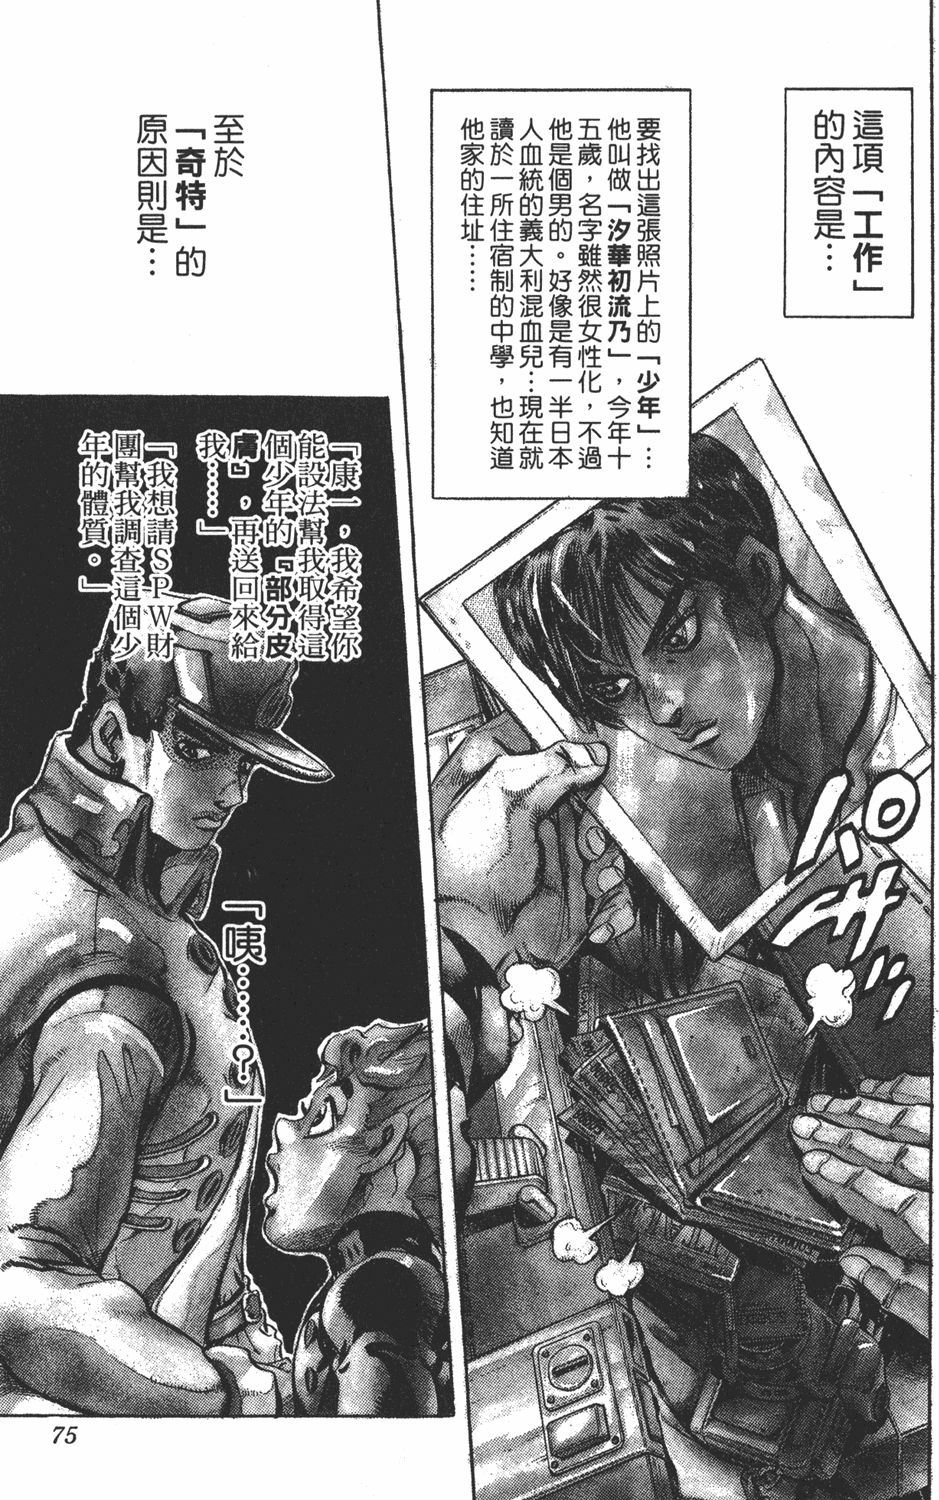 這項「工作」
的內容是…
要找出這張照片上的「少年」…
他叫做「汐華初流乃」，今年十
五歲，名字雖然很女性化，不過
他是個男的。好像是有一半日本
人血統的義大利混血兒…現在就
讀於一所住宿制的中學，也知道
他家的住址……
至於
「奇特」的
原因則是…
「康一，我希望你
能設法幫我取得這
個少年的『部分皮
膚』，再送回來給
我……」
「我想請SPW財
團幫我調查這個少
年的體質。」
「咦………?」
75